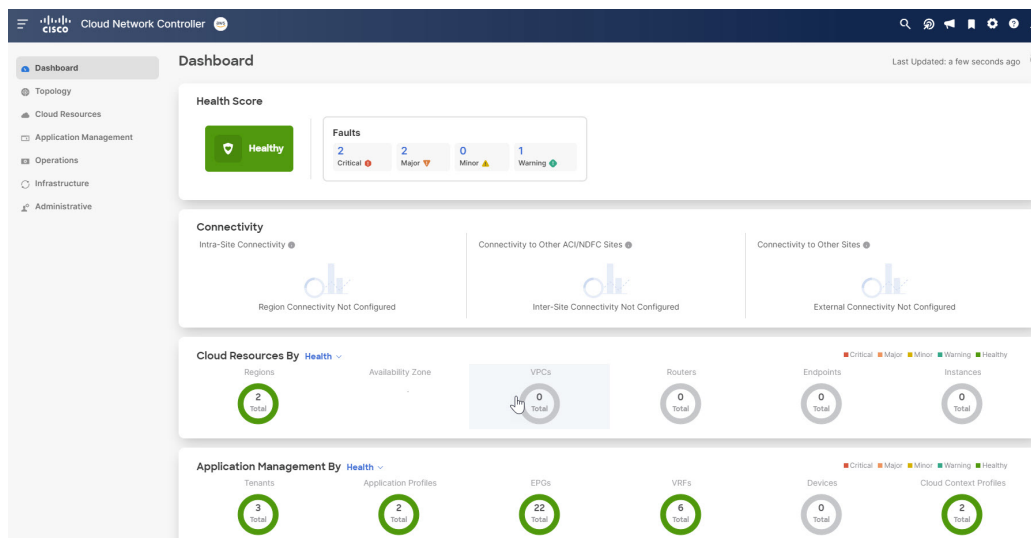 CISCO Cloud Network Controller aws
Dashboard
Topology
Cloud Resources
Application Management
Operations
Infrastructure
Administrative
Dashboard
Last Updated: a few seconds ago
Health Score
Healthy
Faults
2 2 0 1
Critical Major Minor Warning
Connectivity
Intra-Site Connectivity
Region Connectivity Not Configured
Connectivity to Other ACI/NDFC Sites
Inter-Site Connectivity Not Configured
Connectivity to Other Sites
External Connectivity Not Configured
Cloud Resources By Health
Critical Major Minor Warning Healthy
Regions Availability Zone VPCs Routers Endpoints Instances
2 - 0 0 0 0
Total Total Total Total Total
Application Management By Health
Critical Major Minor Warning Healthy
Tenants Application Profiles EPGs VRFs Devices Cloud Context Profiles
3 2 22 6 0 2
Total Total Total Total Total Total